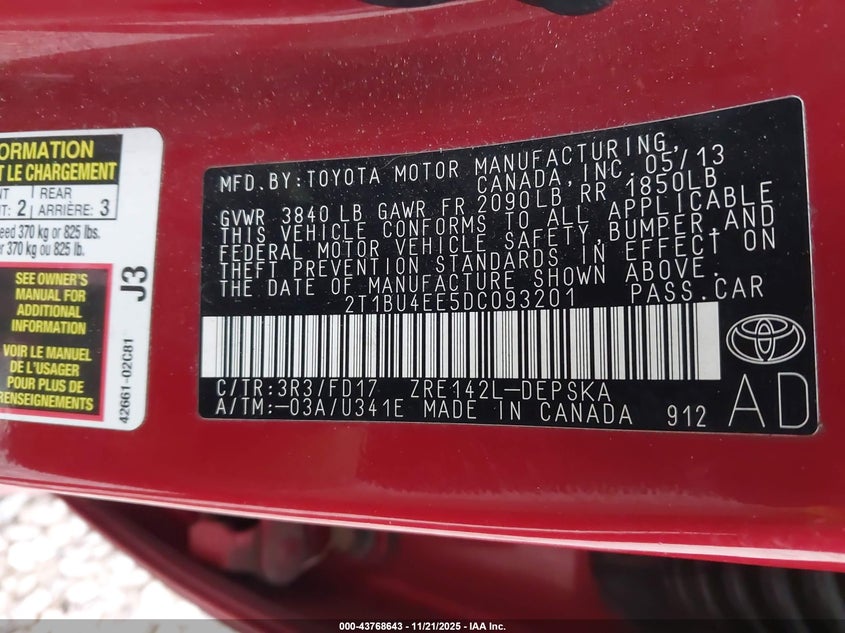 ORMATION
T LE CHARGEMENT
NT REAR
NT: 2 ARRIÈRE: 3
eed 370 kg or 825 lbs.
r 370 kg ou 825 lb.
SEE OWNER'S
MANUAL FOR
ADDITIONAL
INFORMATION
VOIR LE MANUEL
DE L'USAGER
POUR PLUS DE
RENSEIGNEMENTS
J3
42661-02C81
MFD.BY:TOYOTA MOTOR MANUFACTURING,
CANADA,INC.05/13
GVWR 3840 LB GAWR FR 2090LB RR 1850LB
THIS VEHICLE CONFORMS TO ALL APPLICABLE
FEDERAL MOTOR VEHICLE SAFETY,BUMPER,AND
THEFT PREVENTION STANDARDS IN EFFECT ON
THE DATE OF MANUFACTURE SHOWN ABOVE.
2T1BU4EE5DC093201 PASS.CAR
C/TR:3R3/FD17 ZRE142L-DEPSKA
A/TM:-03A/U341E MADE IN CANADA 912
AD
000-43768643 - 11/21/2025 - IAA Inc.